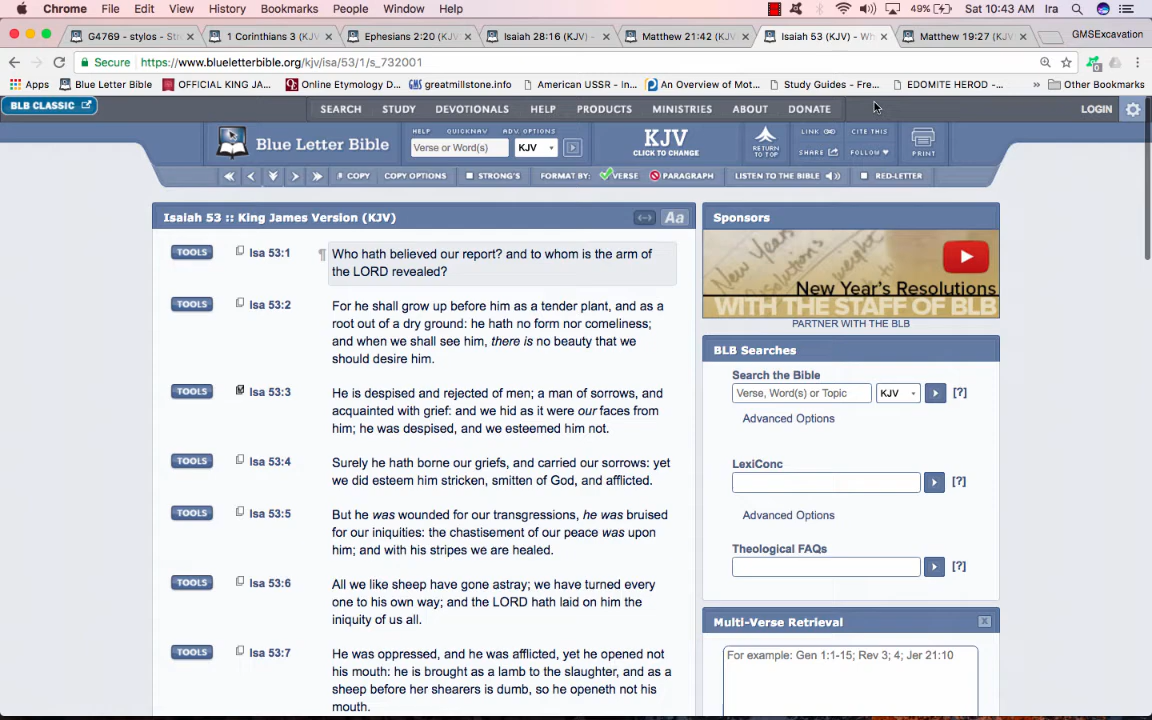 Chrome File Edit View History Bookmarks People Window Help 49% Sat 10:43 AM Ira
G4769 - stylos - Str 1 Corinthians 3 (KJV) Ephesians 2:20 (KJV) Isaiah 28:16 (KJV) Matthew 21:42 (KJV) Isaiah 53 (KJV) - Wh Matthew 19:27 (KJV) GMSExcavation
Secure https://www.blueletterbible.org/kjv/isa/53/1/s_732001
Apps Blue Letter Bible OFFICIAL KING JA... Online Etymology D... greatmillstone.info American USSR - In... An Overview of Mot... Study Guides - Fre... EDOMITE HEROD -... » Other Bookmarks
BLB CLASSIC SEARCH STUDY DEVOTIONALS HELP PRODUCTS MINISTRIES ABOUT DONATE LOGIN
HELP QUICKNAV ADV. OPTIONS
Blue Letter Bible Verse or Word(s) KJV
KJV
CLICK TO CHANGE
RETURN TO TOP
LINK CITE THIS
SHARE FOLLOW
PRINT
COPY COPY OPTIONS STRONG'S FORMAT BY: VERSE PARAGRAPH LISTEN TO THE BIBLE RED-LETTER
Isaiah 53 :: King James Version (KJV) Aa
TOOLS Isa 53:1 ¶ Who hath believed our report? and to whom is the arm of
the LORD revealed?
TOOLS Isa 53:2 For he shall grow up before him as a tender plant, and as a
root out of a dry ground: he hath no form nor comeliness;
and when we shall see him, there is no beauty that we
should desire him.
TOOLS Isa 53:3 He is despised and rejected of men; a man of sorrows, and
acquainted with grief: and we hid as it were our faces from
him; he was despised, and we esteemed him not.
TOOLS Isa 53:4 Surely he hath borne our griefs, and carried our sorrows: yet
we did esteem him stricken, smitten of God, and afflicted.
TOOLS Isa 53:5 But he was wounded for our transgressions, he was bruised
for our iniquities: the chastisement of our peace was upon
him; and with his stripes we are healed.
TOOLS Isa 53:6 All we like sheep have gone astray; we have turned every
one to his own way; and the LORD hath laid on him the
iniquity of us all.
TOOLS Isa 53:7 He was oppressed, and he was afflicted, yet he opened not
his mouth: he is brought as a lamb to the slaughter, and as a
sheep before her shearers is dumb, so he openeth not his
mouth.
Sponsors
New Year's Resolutions
WITH THE STAFF OF BLB
PARTNER WITH THE BLB
BLB Searches
Search the Bible
Verse, Word(s) or Topic KJV [?]
Advanced Options
LexiConc
[?]
Advanced Options
Theological FAQs
[?]
Multi-Verse Retrieval x
For example: Gen 1:1-15; Rev 3; 4; Jer 21:10